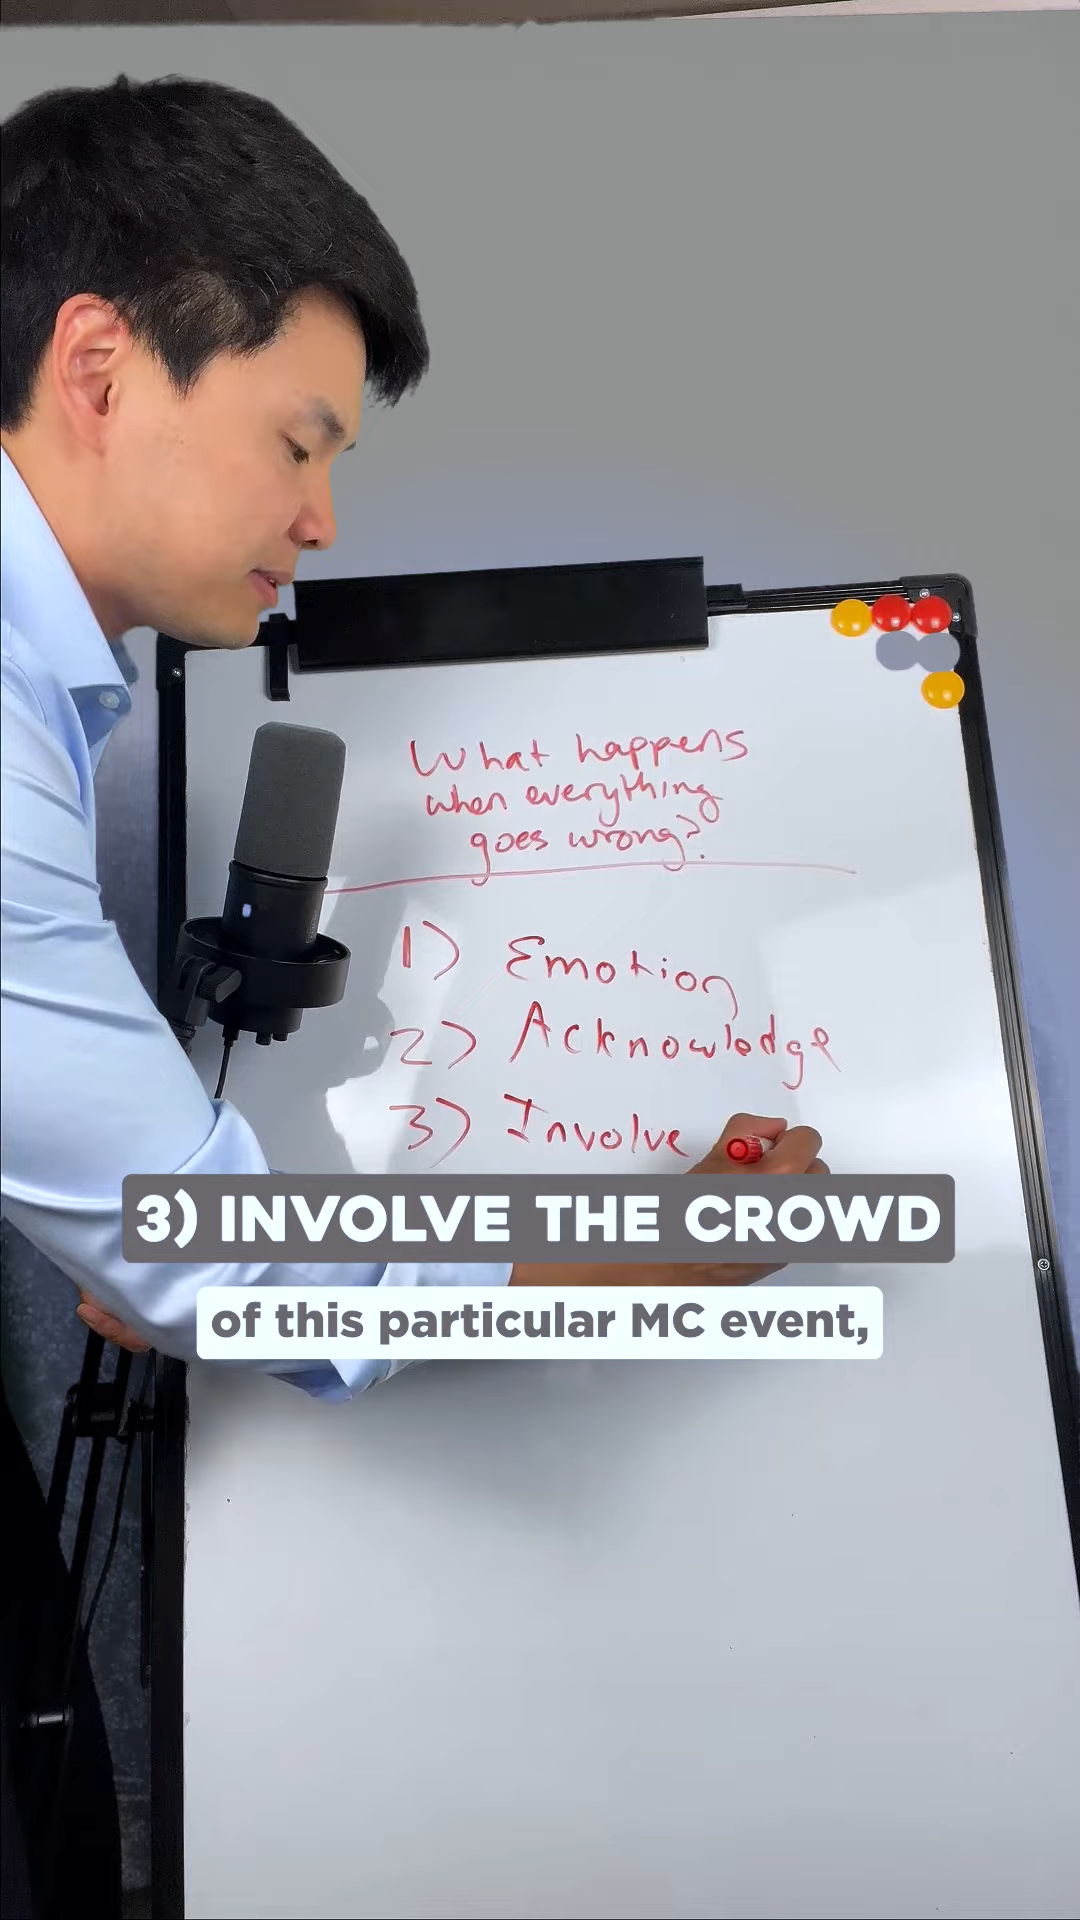 What happens
when everything
goes wrong?
1) Emotion
2) Acknowledge
3) Involve
3) INVOLVE THE CROWD
of this particular MC event,